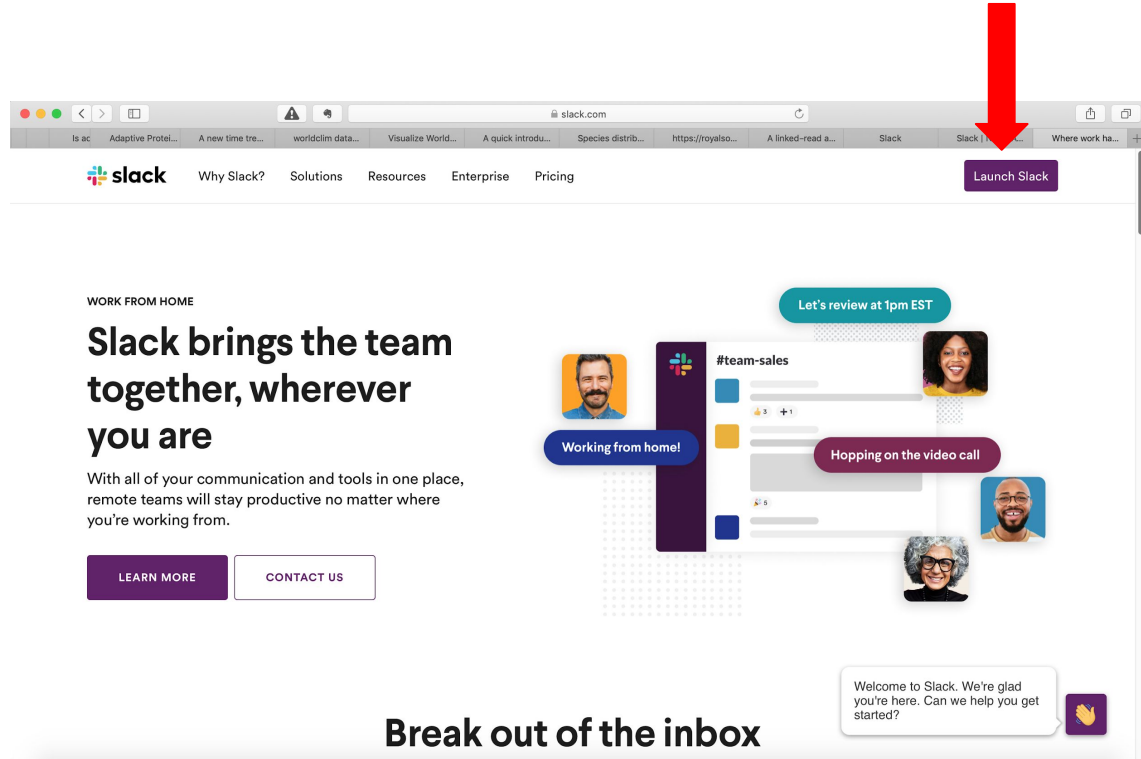 slack.com
Is ac
Adaptive Protei...
A new time tre...
worldclim data...
Visualize World...
A quick introdu...
Species distrib...
https://royalso...
A linked–read a...
Slack
Slack |
Where work ha...
slack
Why Slack?
Solutions
Resources
Enterprise
Pricing
Launch Slack
WORK FROM HOME
Slack brings the team
together, wherever
you are
With all of your communication and tools in one place,
remote teams will stay productive no matter where
you’re working from.
LEARN MORE
CONTACT US
Let's review at 1pm EST
#team-sales
3
+1
Working from home!
Hopping on the video call
5
Welcome to Slack. We're glad
you're here. Can we help you get
started?
Break out of the inbox